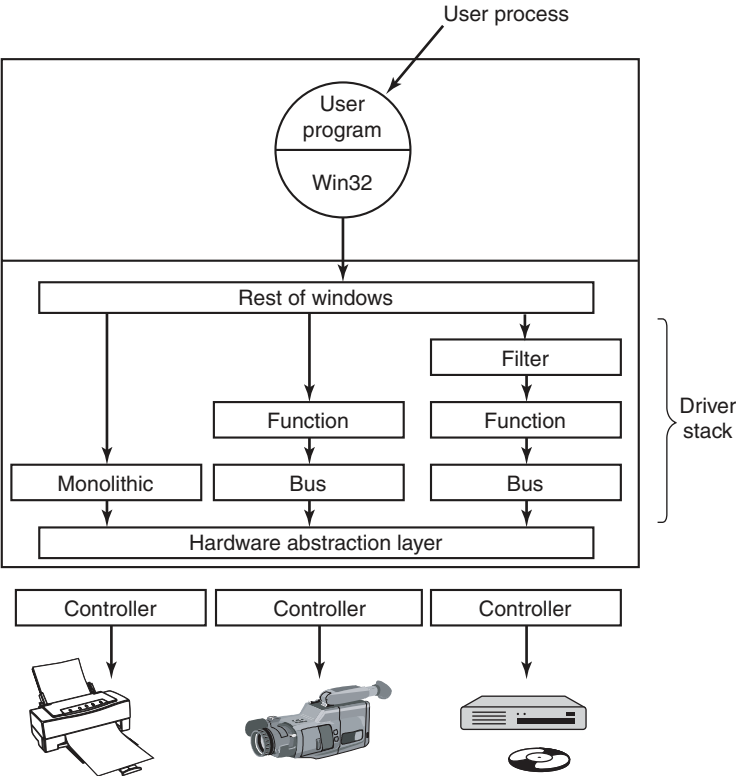 User process
User
program
Win32
Rest of windows
Filter
Function
Function
Driver
stack
Monolithic
Bus
Bus
Hardware abstraction layer
Controller
Controller
Controller